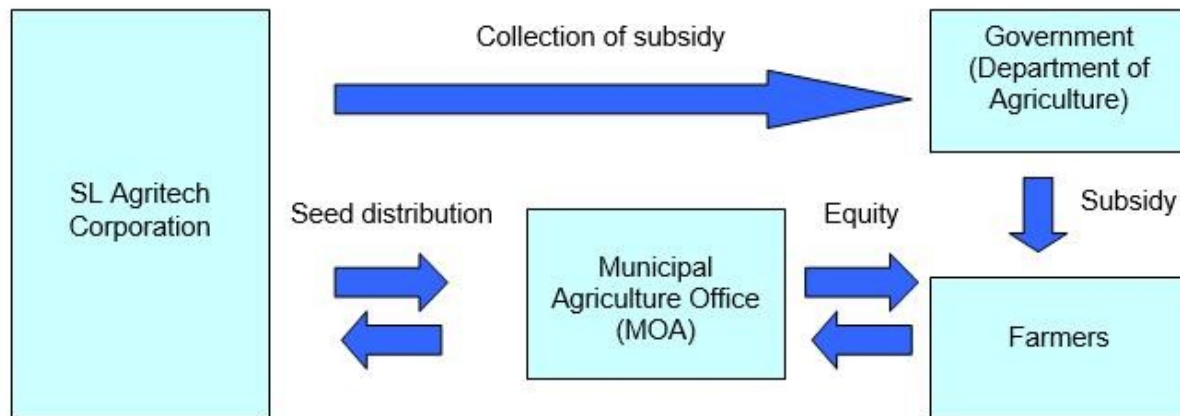 Collection of subsidy
Government
(Department of
Agriculture)
SL Agritech
Corporation
Seed distribution
Equity
Subsidy
Municipal
Agriculture Office
(MOA)
Farmers